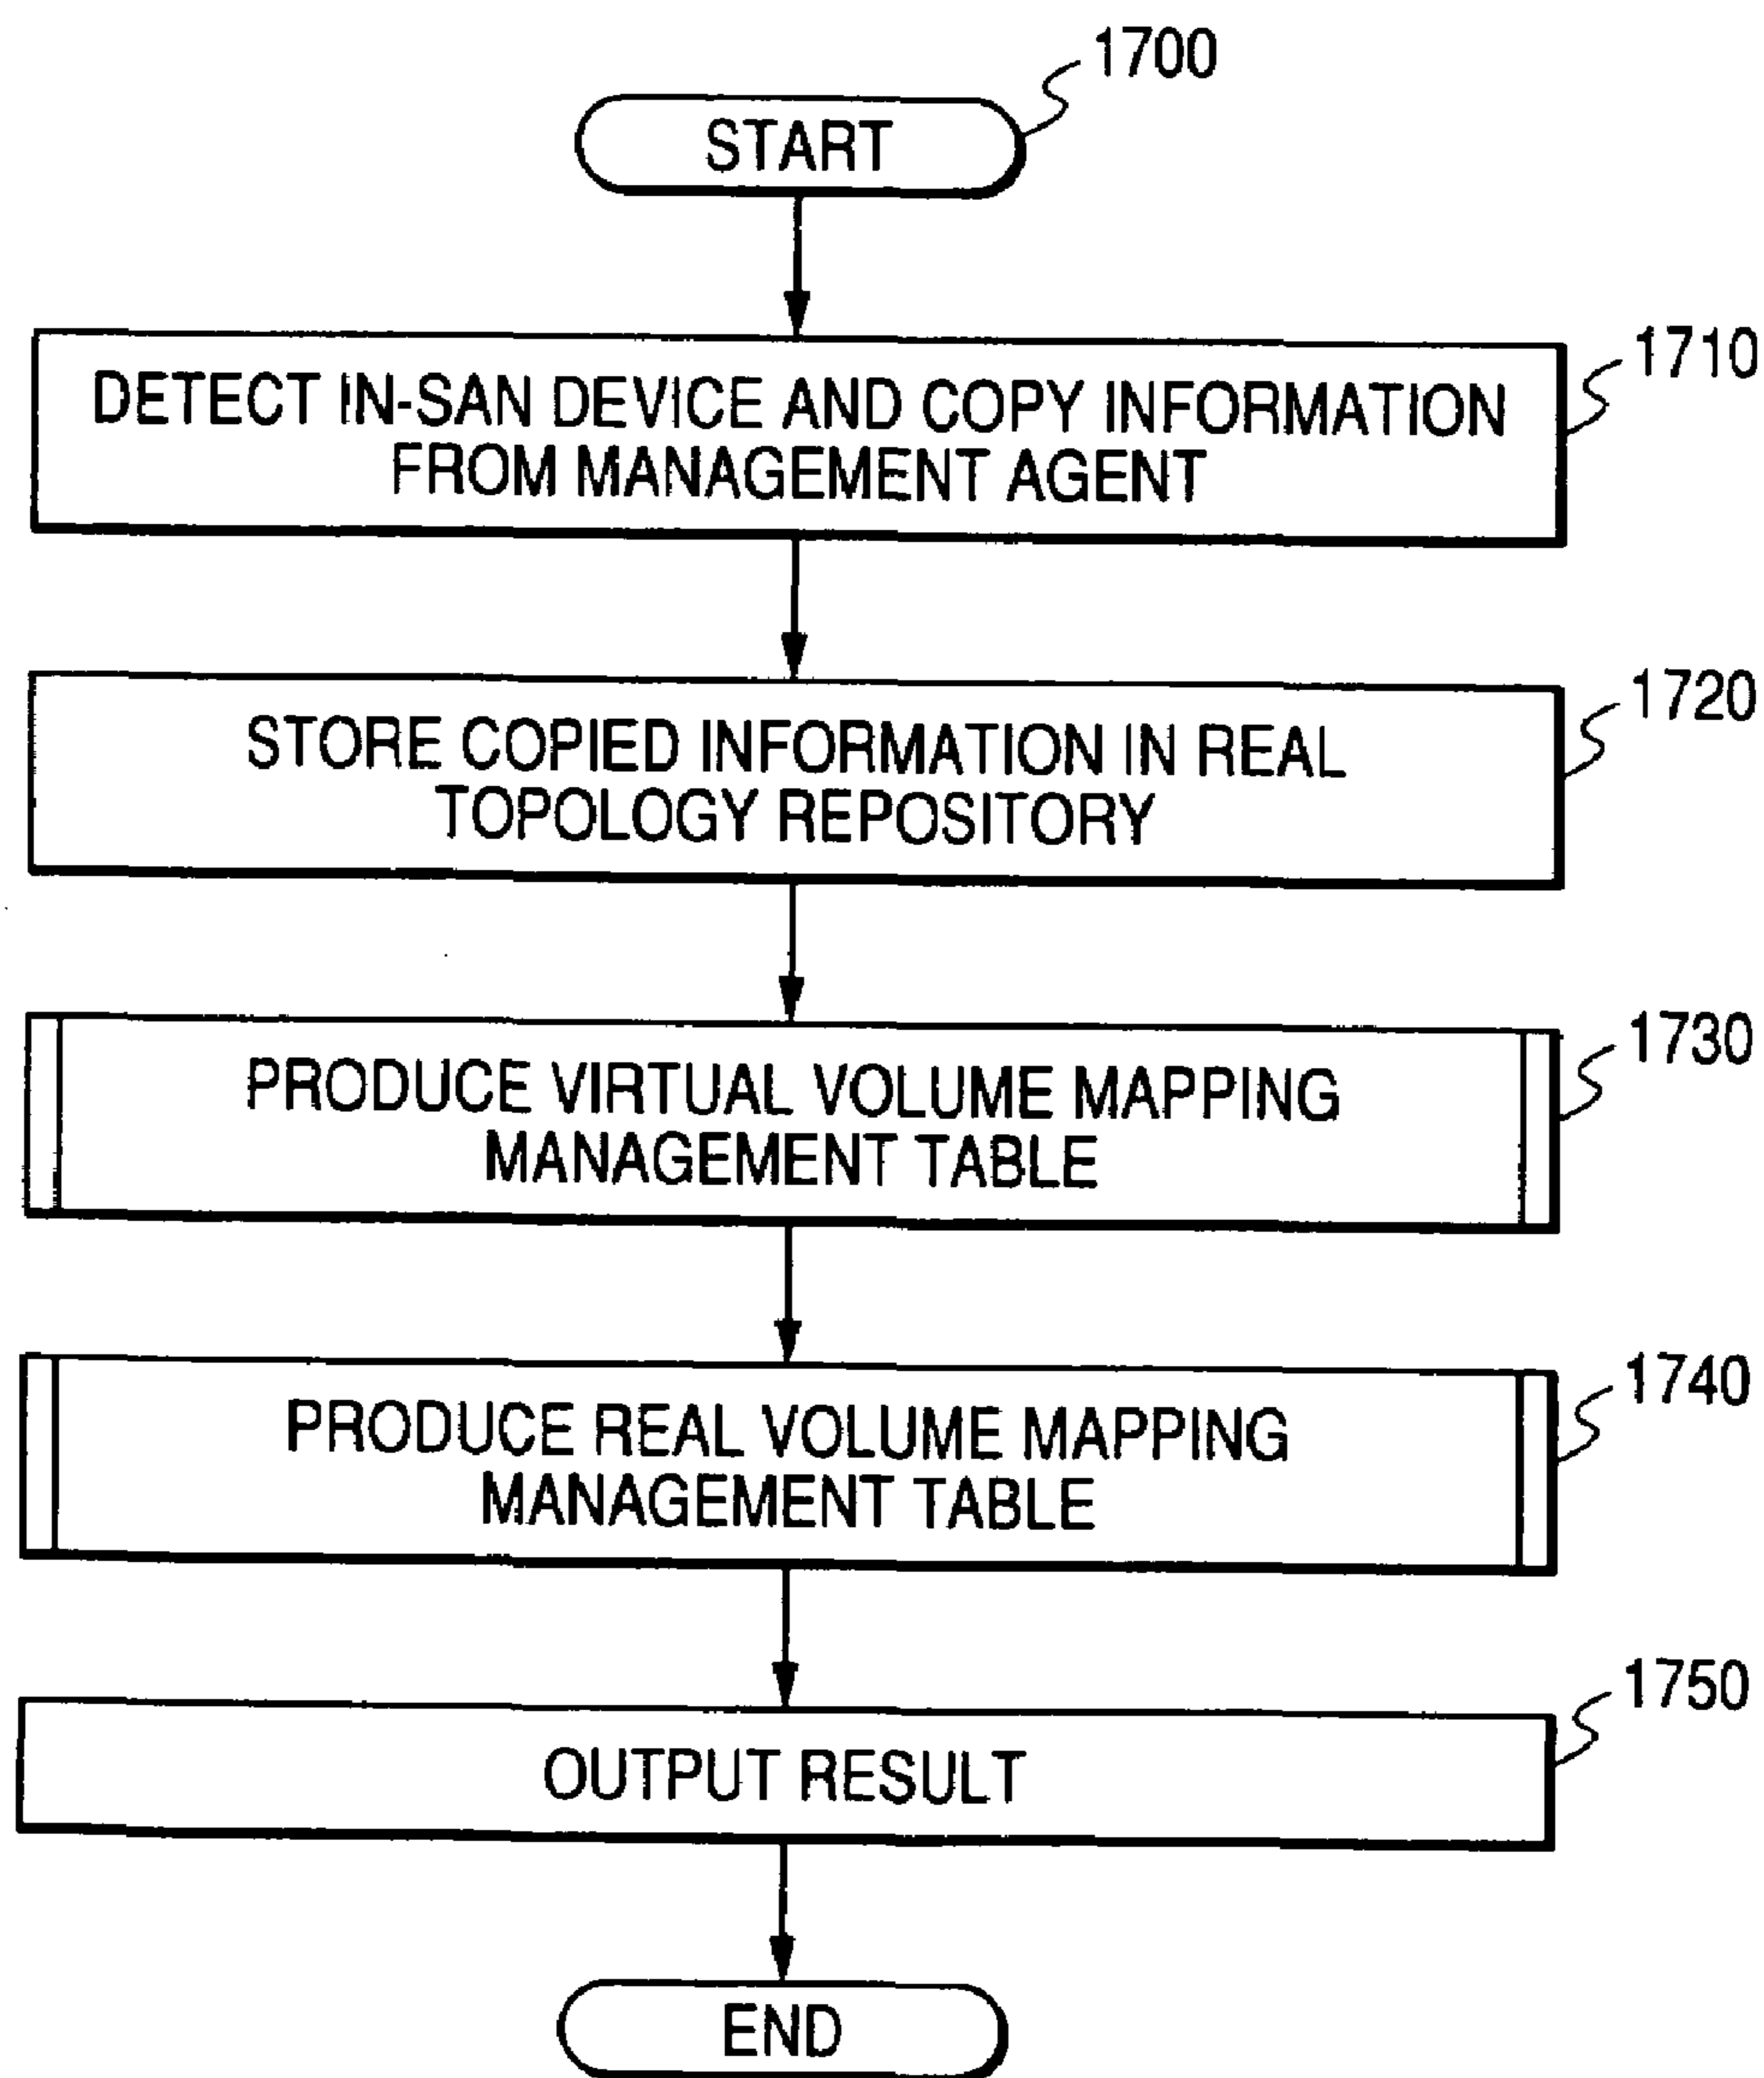 1700
START
1710
DETECT IN-SAN DEVICE AND COPY INFORMATION
FROM MANAGEMENT AGENT
1720
STORE COPIED INFORMATION IN REAL
TOPOLOGY REPOSITORY
1730
PRODUCE VIRTUAL VOLUME MAPPING
MANAGEMENT TABLE
1740
PRODUCE REAL VOLUME MAPPING
MANAGEMENT TABLE
1750
OUTPUT RESULT
END